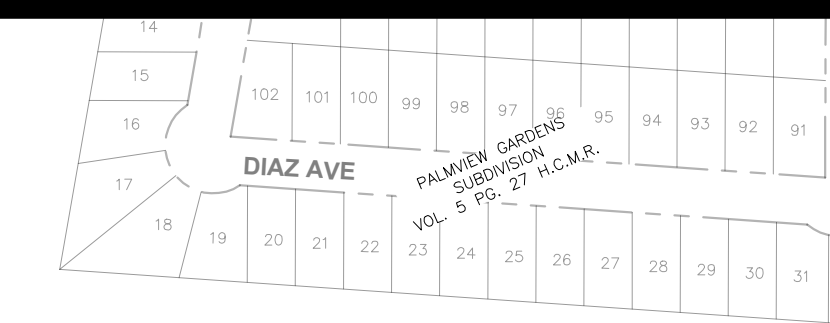 14
15
16
17
18
102 101 100 99 98 97 96 95 94 93 92 91
DIAZ AVE
PALMVIEW GARDENS
SUBDIVISION
VOL. 5 PG. 27 H.C.M.R.
19 20 21 22 23 24 25 26 27 28 29 30 31